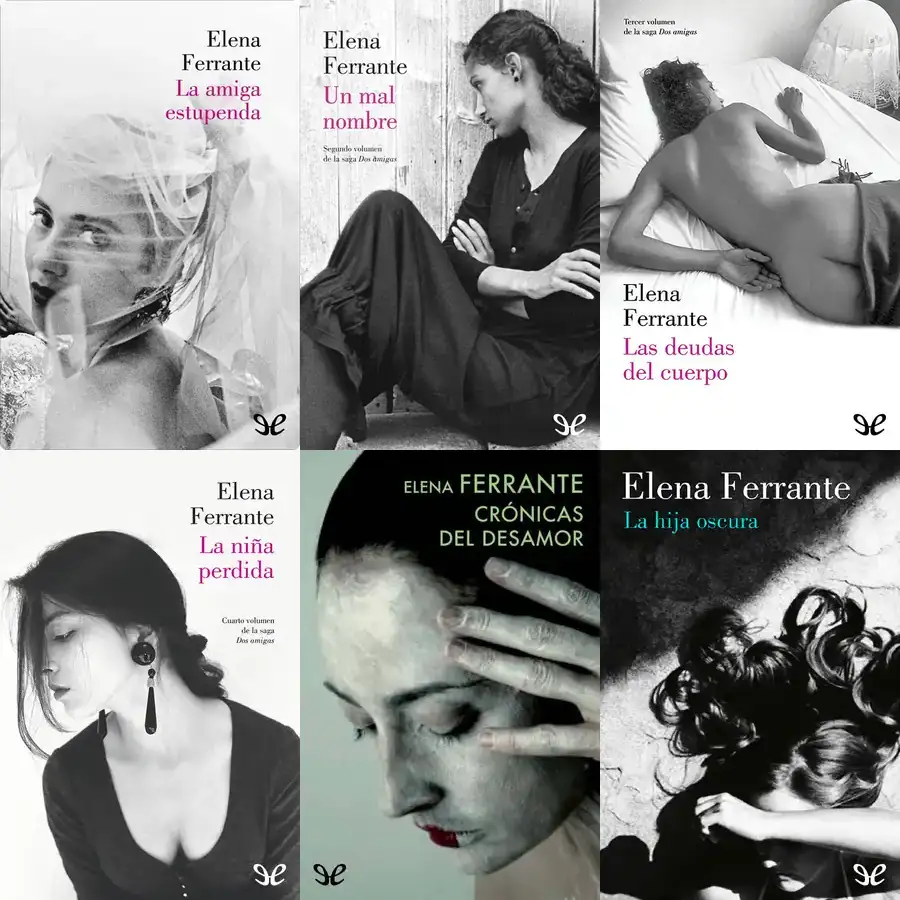 Elena
Ferrante
La amiga
estupenda
Elena
Ferrante
Un mal
nombre
Segundo volumen
de la saga Dos amigas
Tercer volumen
de la saga Dos amigas
Elena
Ferrante
Las deudas
del cuerpo
Elena
Ferrante
La niña
perdida
Cuarto volumen
de la saga
Dos amigas
ELENA FERRANTE
CRÓNICAS
DEL DESAMOR
Elena Ferrante
La hija oscura